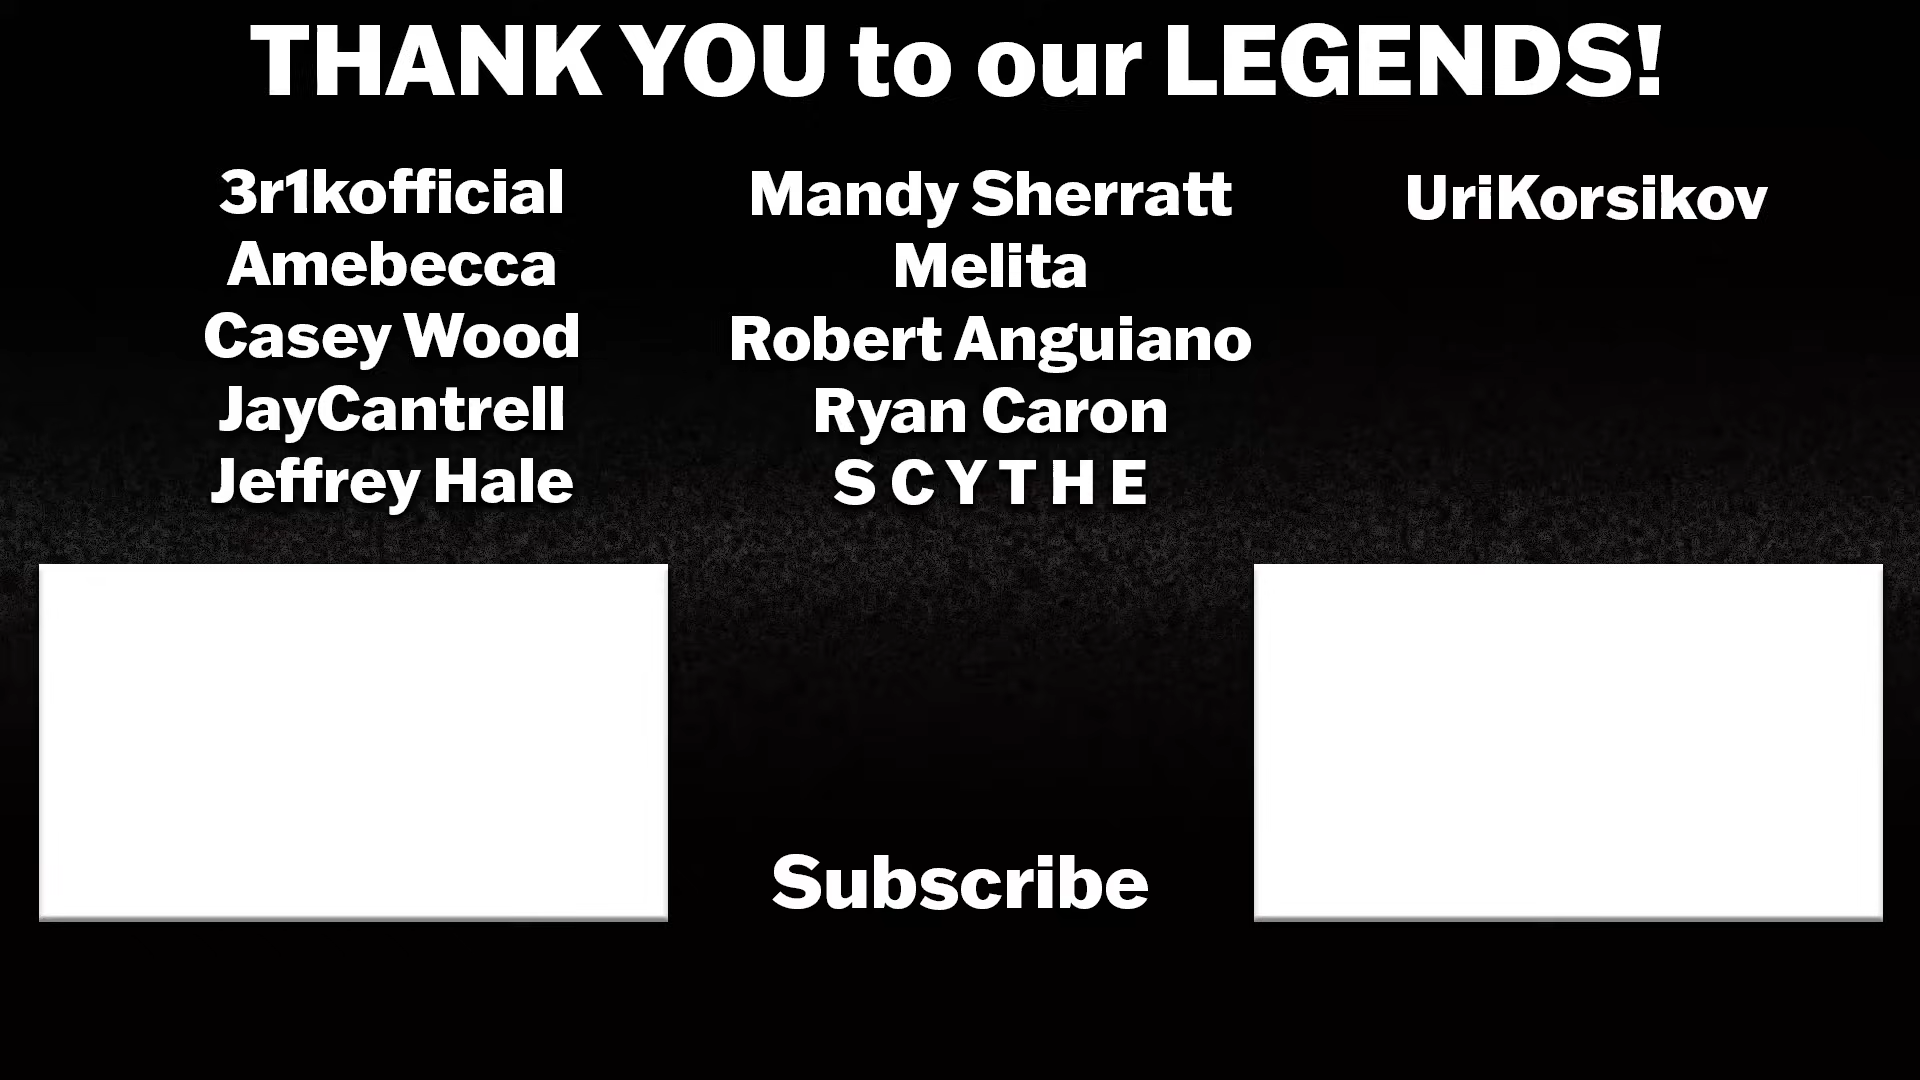 THANK YOU to our LEGENDS!
3r1kofficial
Amebecca
Casey Wood
JayCantrell
Jeffrey Hale
Mandy Sherratt
Melita
Robert Anguiano
Ryan Caron
S C Y T H E
UriKorsikov
Subscribe